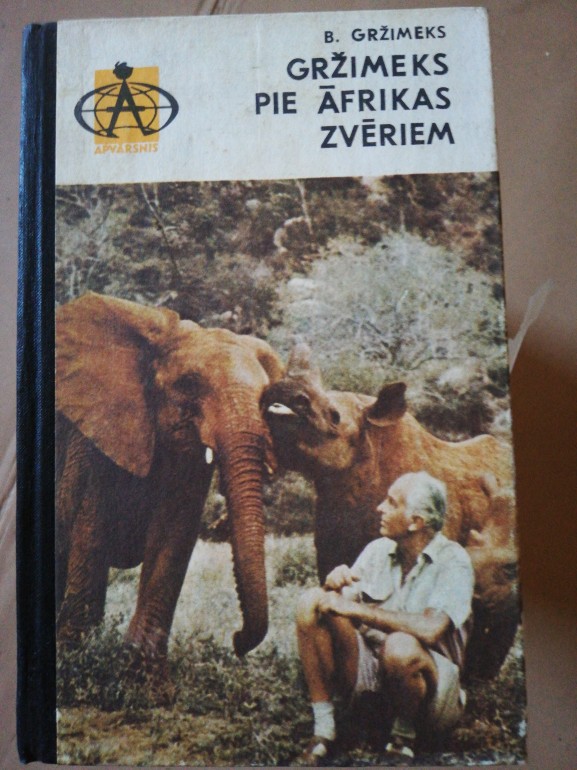 B. GRŽIMEKS
GRŽIMEKS
PIE ĀFRIKAS
ZVĒRIEM
APVĀRSNIS